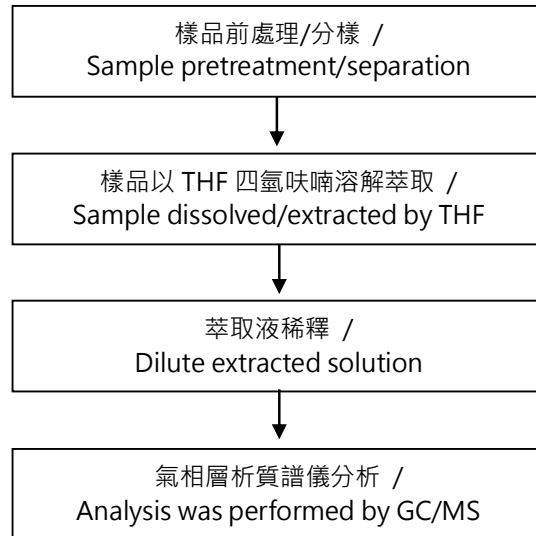 樣品前處理/分樣 /
Sample pretreatment/separation
樣品以 THF 四氫呋喃溶解萃取 /
Sample dissolved/extracted by THF
萃取液稀釋 /
Dilute extracted solution
氣相層析質譜儀分析 /
Analysis was performed by GC/MS